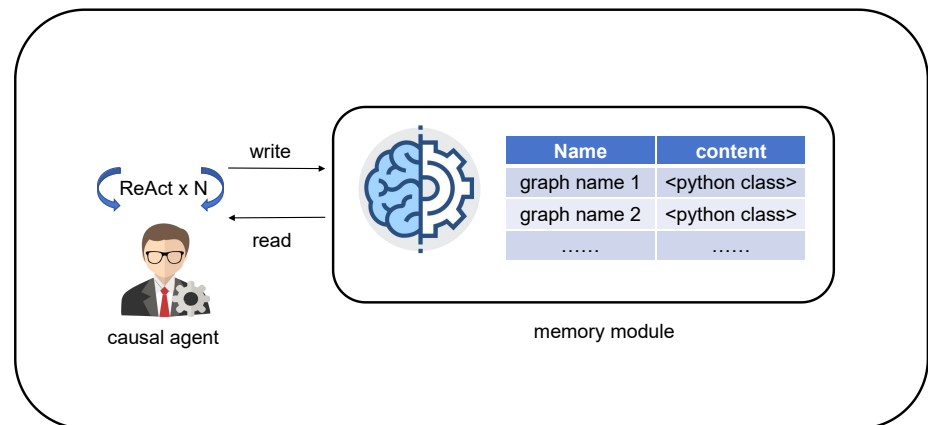 ReAct x N
causal agent
write
read
Name content
graph name 1 <python class>
graph name 2 <python class>
…… ……
memory module